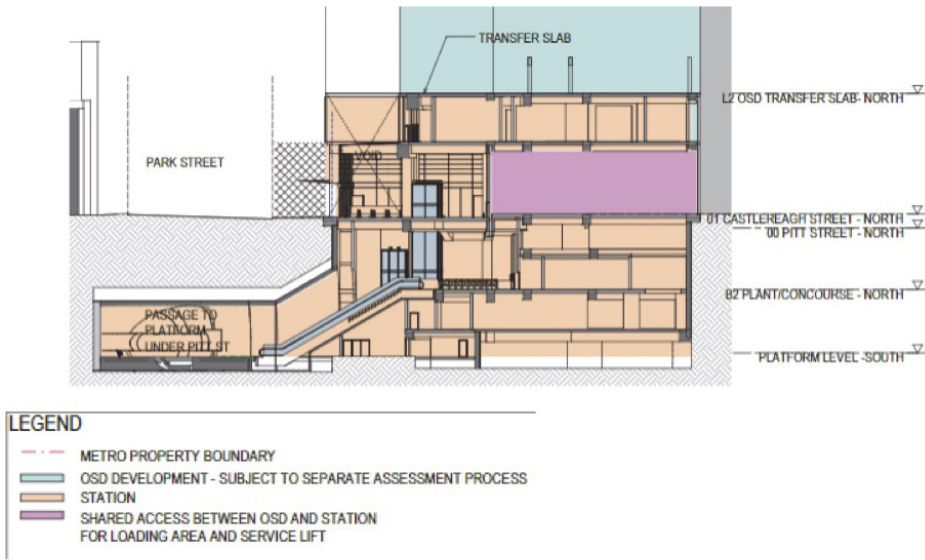 TRANSFER SLAB
L2 OSD TRANSFER SLAB- NORTH
PARK STREET
VOID
01 CASTLEREAGH STREET - NORTH
00 PITT STREET - NORTH
B2 PLANT/CONCOURSE - NORTH
PASSAGE TO
PLATFORM
UNDER PITT ST
PLATFORM LEVEL -SOUTH
LEGEND
METRO PROPERTY BOUNDARY
OSD DEVELOPMENT - SUBJECT TO SEPARATE ASSESSMENT PROCESS
STATION
SHARED ACCESS BETWEEN OSD AND STATION
FOR LOADING AREA AND SERVICE LIFT